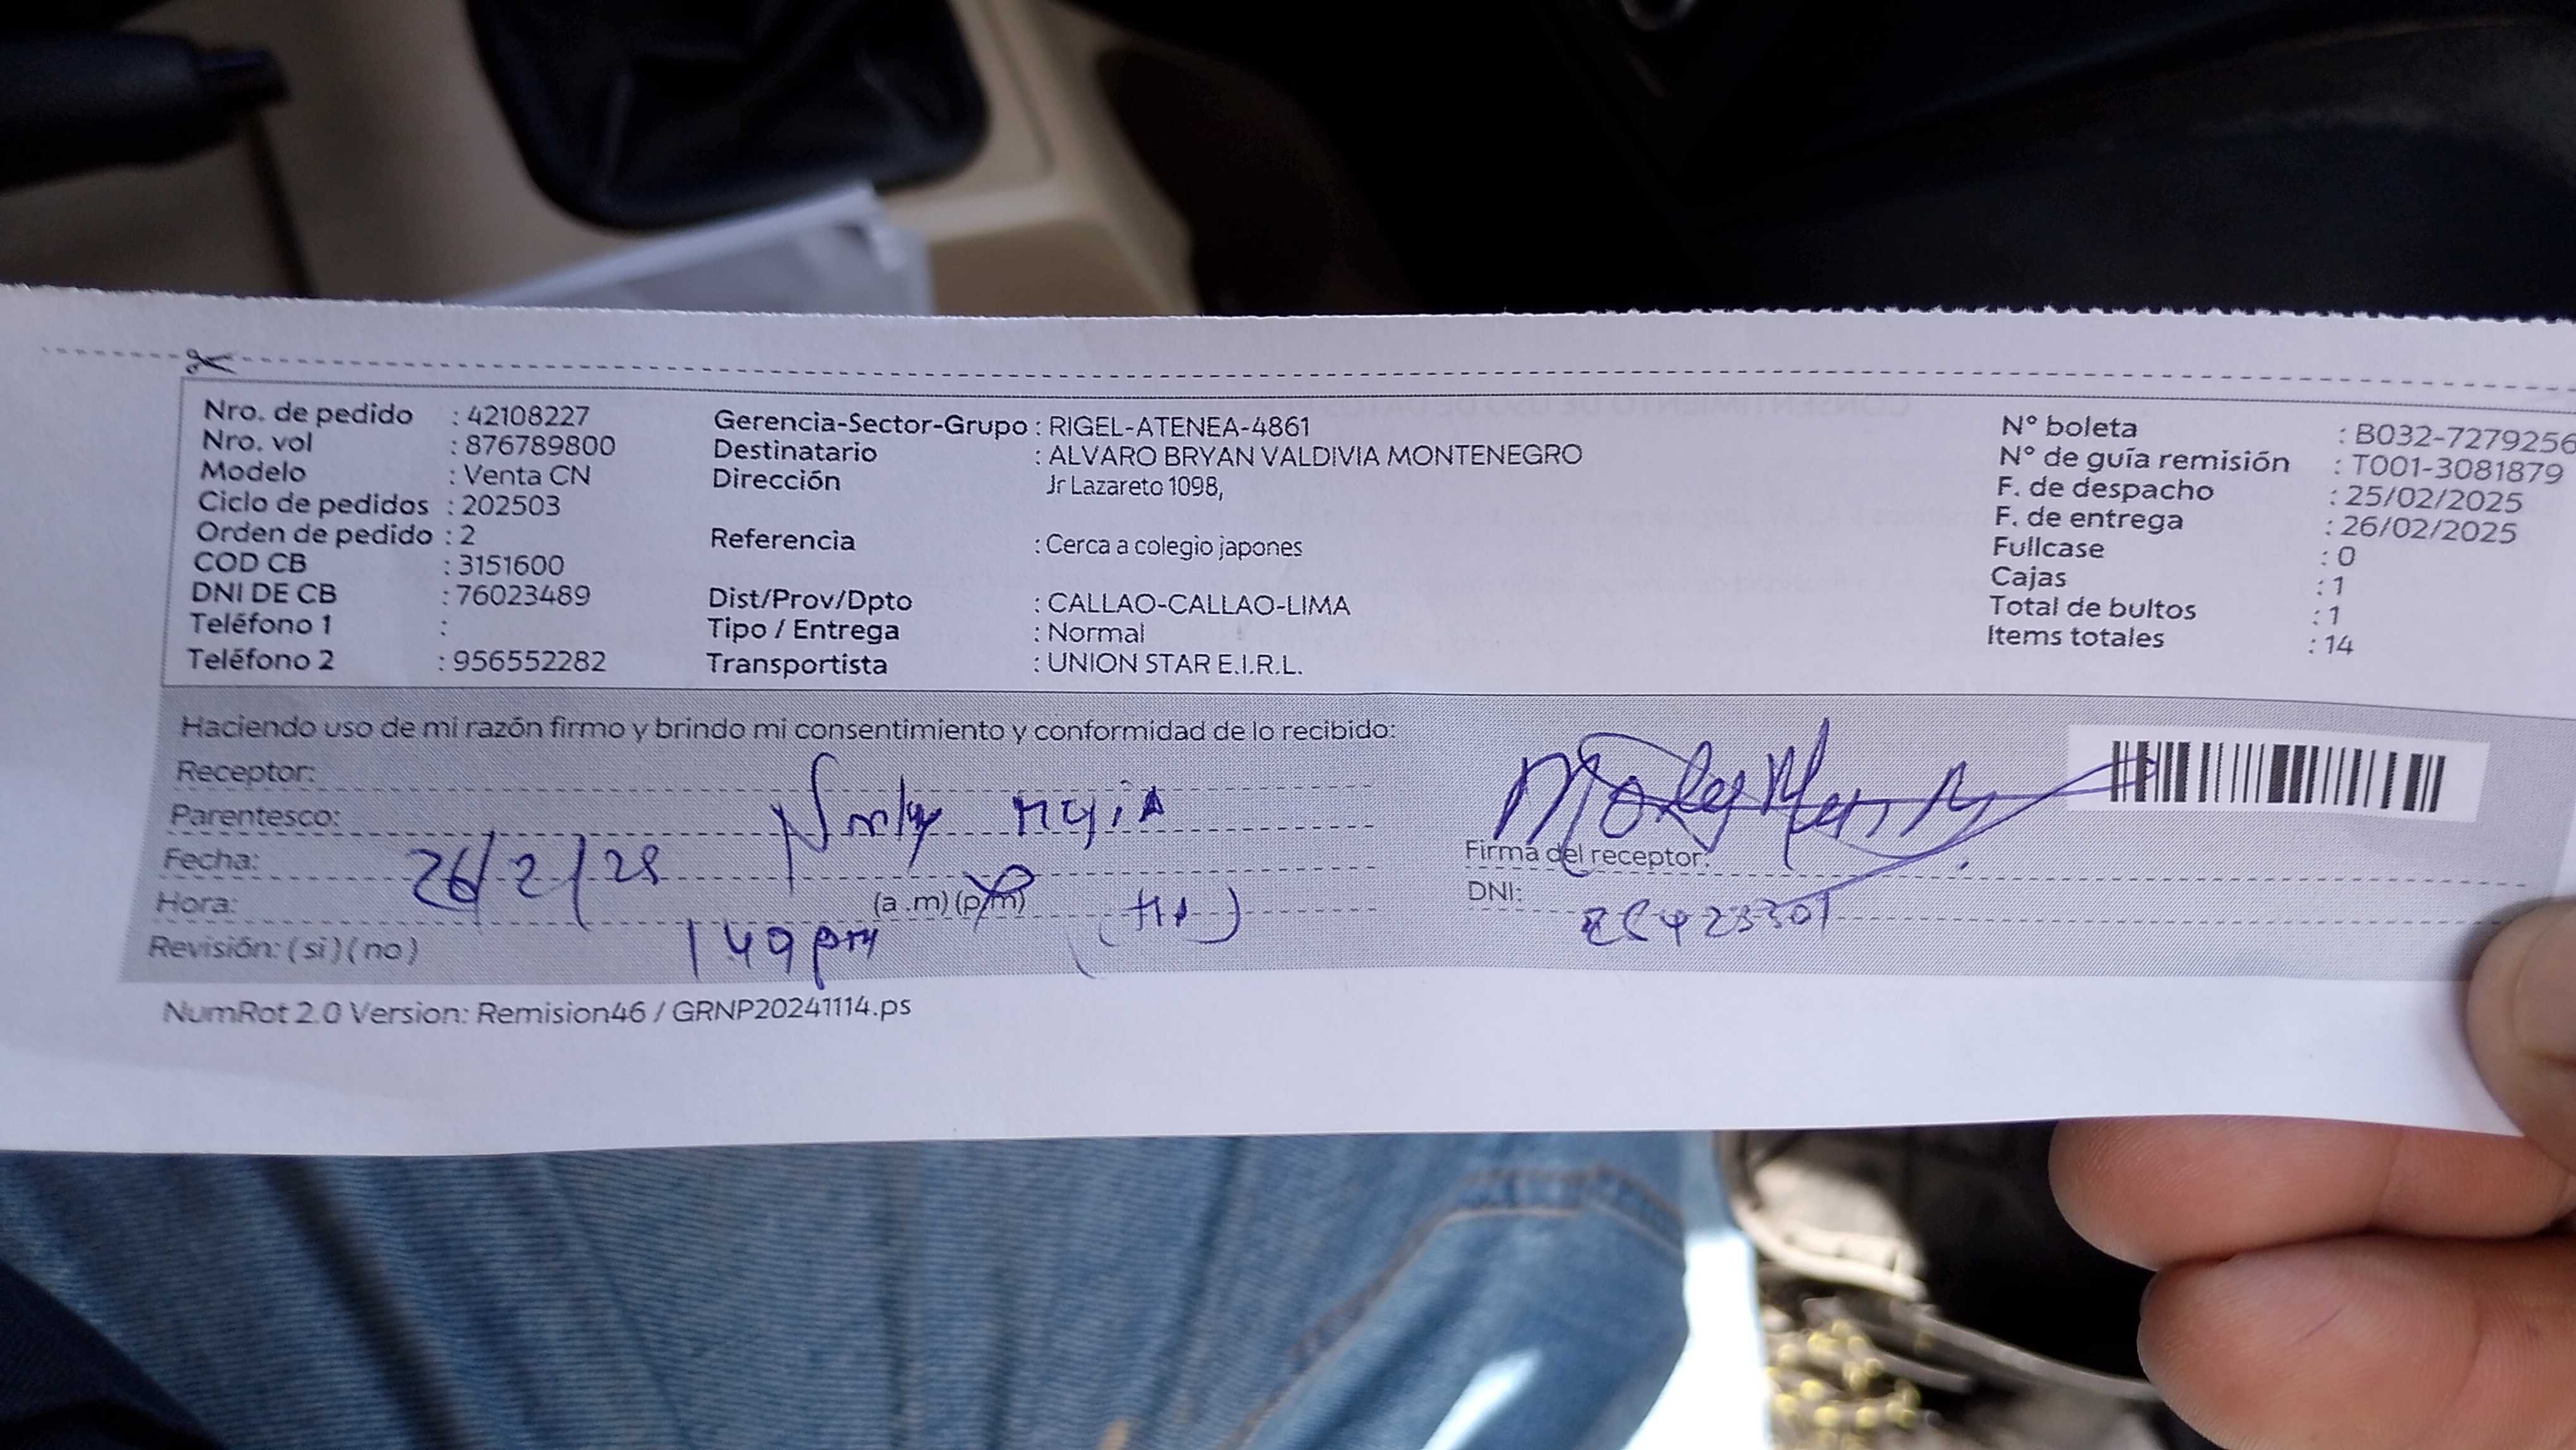 Nro. de pedido : 42108227
Nro. vol : 876789800
Modelo : Venta CN
Ciclo de pedidos : 202503
Orden de pedido : 2
COD CB : 3151600
DNI DE CB : 76023489
Teléfono 1 :
Teléfono 2 : 956552282
Gerencia-Sector-Grupo : RIGEL-ATENEA-4861
Destinatario : ALVARO BRYAN VALDIVIA MONTENEGRO
Dirección Jr Lazareto 1098,
Referencia : Cerca a colegio japones
Dist/Prov/Dpto : CALLAO-CALLAO-LIMA
Tipo / Entrega : Normal
Transportista : UNION STAR E.I.R.L.
N° boleta : B032-7279256
N° de guía remisión : T001-3081879
F. de despacho : 25/02/2025
F. de entrega : 26/02/2025
Fullcase : 0
Cajas : 1
Total de bultos : 1
Items totales : 14
Haciendo uso de mi razón firmo y brindo mi consentimiento y conformidad de lo recibido:
Receptor:
Parentesco:
Fecha: 26/2/25
Hora: (a.m) (p.m)
149 pm
Revisión: (si) (no)
Firma del receptor:
DNI:
NumRot 2.0 Version: Remision46 / GRNP20241114.ps